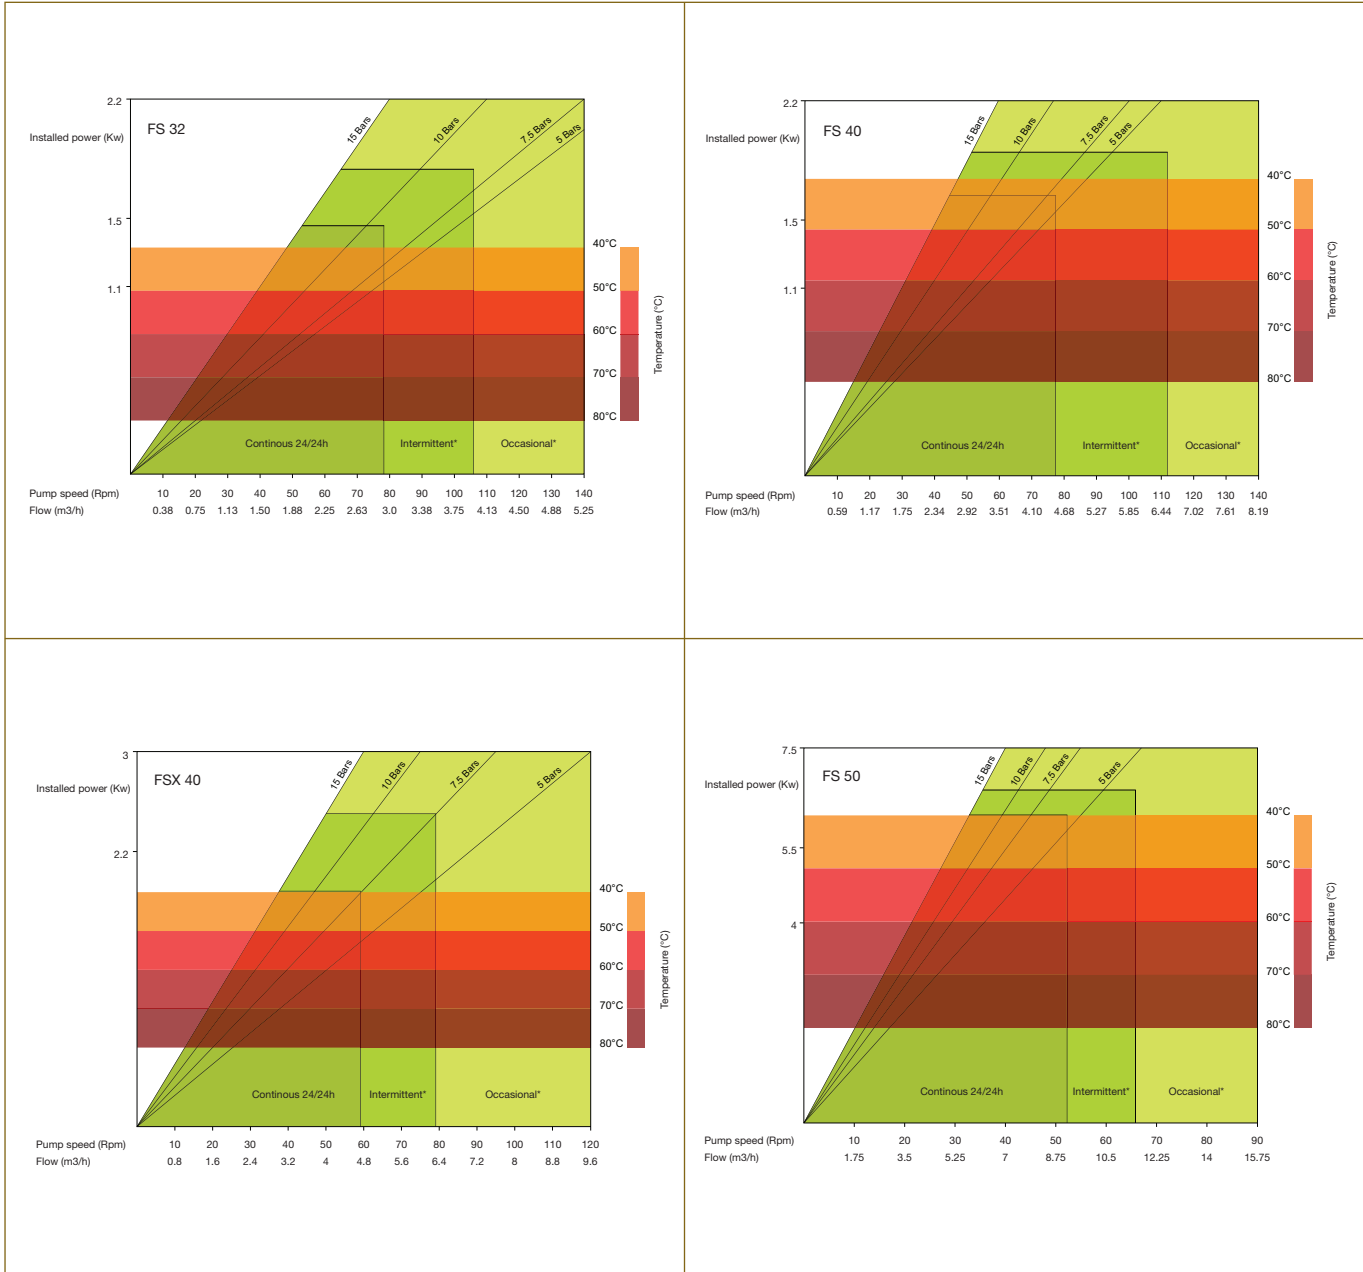 2.2
Installed power (Kw)
FS 32
15 Bars
10 Bars
7.5 Bars
5 Bars
1.5
1.1
40°C
50°C
60°C
70°C
80°C
Temperature (°C)
Continous 24/24h Intermittent* Occasional*
Pump speed (Rpm) 10 20 30 40 50 60 70 80 90 100 110 120 130 140
Flow (m3/h) 0.38 0.75 1.13 1.50 1.88 2.25 2.63 3.0 3.38 3.75 4.13 4.50 4.88 5.25
2.2
Installed power (Kw)
FS 40
15 Bars
10 Bars
7.5 Bars
5 Bars
1.5
1.1
40°C
50°C
60°C
70°C
80°C
Temperature (°C)
Continous 24/24h Intermittent* Occasional*
Pump speed (Rpm) 10 20 30 40 50 60 70 80 90 100 110 120 130 140
Flow (m3/h) 0.59 1.17 1.75 2.34 2.92 3.51 4.10 4.68 5.27 5.85 6.44 7.02 7.61 8.19
3
Installed power (Kw)
FSX 40
15 Bars
10 Bars
7.5 Bars
5 Bars
2.2
40°C
50°C
60°C
70°C
80°C
Temperature (°C)
Continous 24/24h Intermittent* Occasional*
Pump speed (Rpm) 10 20 30 40 50 60 70 80 90 100 110 120
Flow (m3/h) 0.8 1.6 2.4 3.2 4 4.8 5.6 6.4 7.2 8 8.8 9.6
7.5
Installed power (Kw)
FS 50
15 Bars
10 Bars
7.5 Bars
5 Bars
5.5
4
40°C
50°C
60°C
70°C
80°C
Temperature (°C)
Continous 24/24h Intermittent* Occasional*
Pump speed (Rpm) 10 20 30 40 50 60 70 80 90
Flow (m3/h) 1.75 3.5 5.25 7 8.75 10.5 12.25 14 15.75